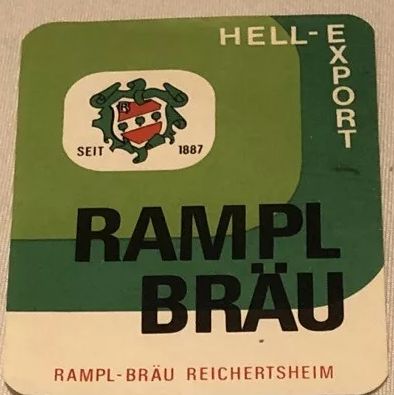 HELL-EXPORT
SEIT 1887
RAMPL
BRÄU
RAMPL-BRÄU REICHERTSHEIM